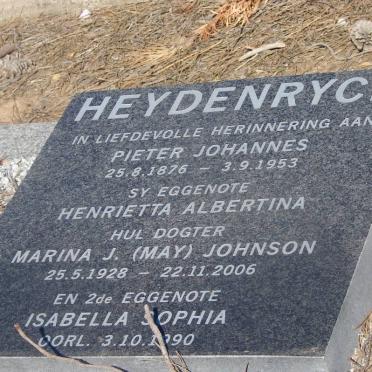 HEYDENRYC
IN LIEFDEVOLLE HERINNERING AAN
PIETER JOHANNES
25.8.1876 – 3.9.1953
SY EGGENOTE
HENRIETTA ALBERTINA
HUL DOGTER
MARINA J. (MAY) JOHNSON
25.5.1928 – 22.11.2006
EN 2de EGGENOTE
ISABELLA SOPHIA
OORL. 3.10.1990